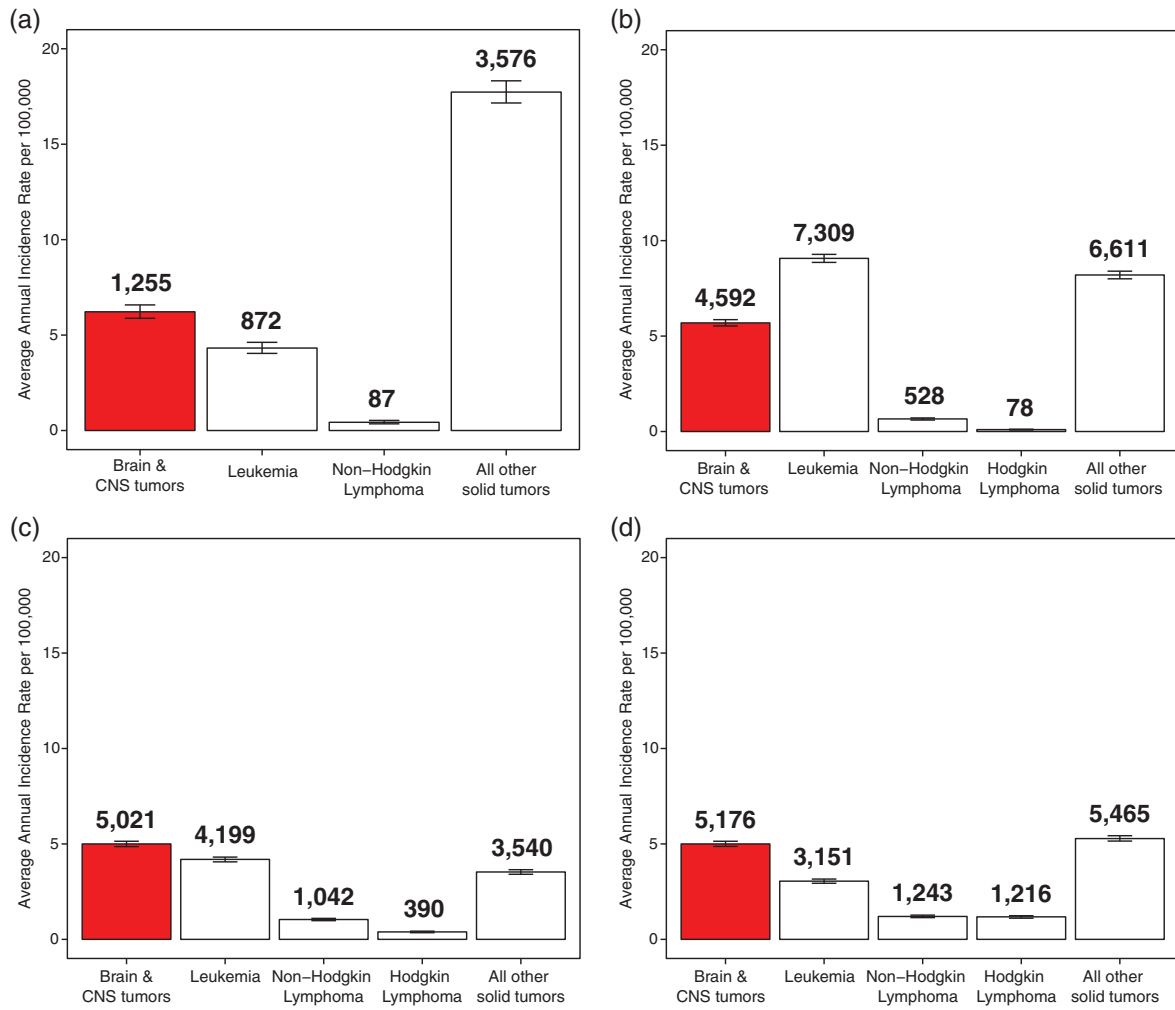 (a)
Average Annual Incidence Rate per 100,000
20
15
10
5
0
1,255
872
87
3,576
Brain &
CNS tumors
Leukemia
Non−Hodgkin
Lymphoma
All other
solid tumors
(b)
Average Annual Incidence Rate per 100,000
20
15
10
5
0
4,592
7,309
528
78
6,611
Brain &
CNS tumors
Leukemia
Non−Hodgkin
Lymphoma
Hodgkin
Lymphoma
All other
solid tumors
(c)
Average Annual Incidence Rate per 100,000
20
15
10
5
0
5,021
4,199
1,042
390
3,540
Brain &
CNS tumors
Leukemia
Non−Hodgkin
Lymphoma
Hodgkin
Lymphoma
All other
solid tumors
(d)
Average Annual Incidence Rate per 100,000
20
15
10
5
0
5,176
3,151
1,243
1,216
5,465
Brain &
CNS tumors
Leukemia
Non−Hodgkin
Lymphoma
Hodgkin
Lymphoma
All other
solid tumors